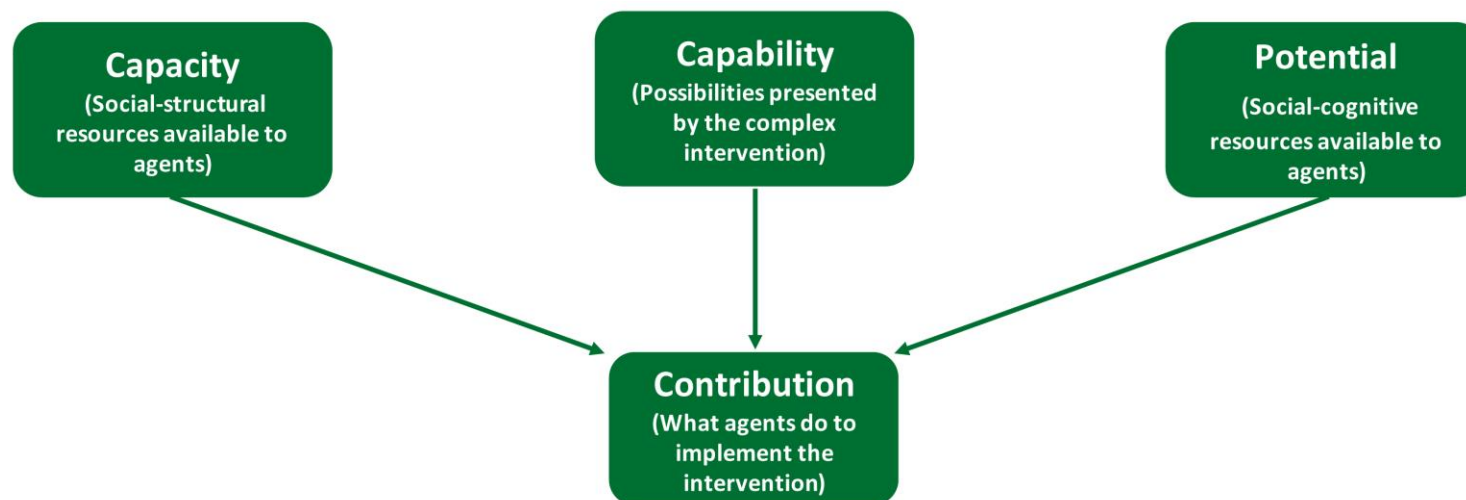 Capacity
(Social-structural
resources available to
agents)
Capability
(Possibilities presented
by the complex
intervention)
Potential
(Social-cognitive
resources available to
agents)
Contribution
(What agents do to
implement the
intervention)